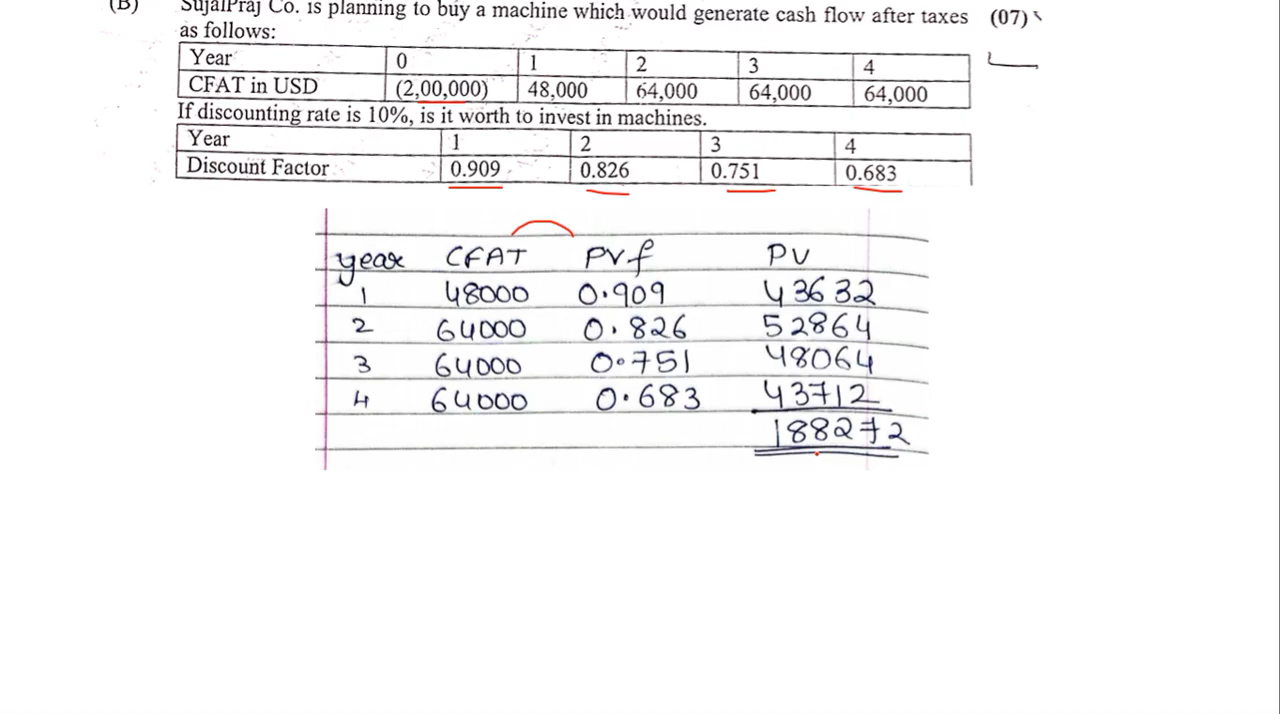 (B) SujalPraj Co. is planning to buy a machine which would generate cash flow after taxes (07)
as follows:
Year 0 1 2 3 4
CFAT in USD (2,00,000) 48,000 64,000 64,000 64,000
If discounting rate is 10%, is it worth to invest in machines.
Year 1 2 3 4
Discount Factor 0.909 0.826 0.751 0.683
year CFAT PVf PV
1 48000 0.909 43632
2 64000 0.826 52864
3 64000 0.751 48064
4 64000 0.683 43712
188272